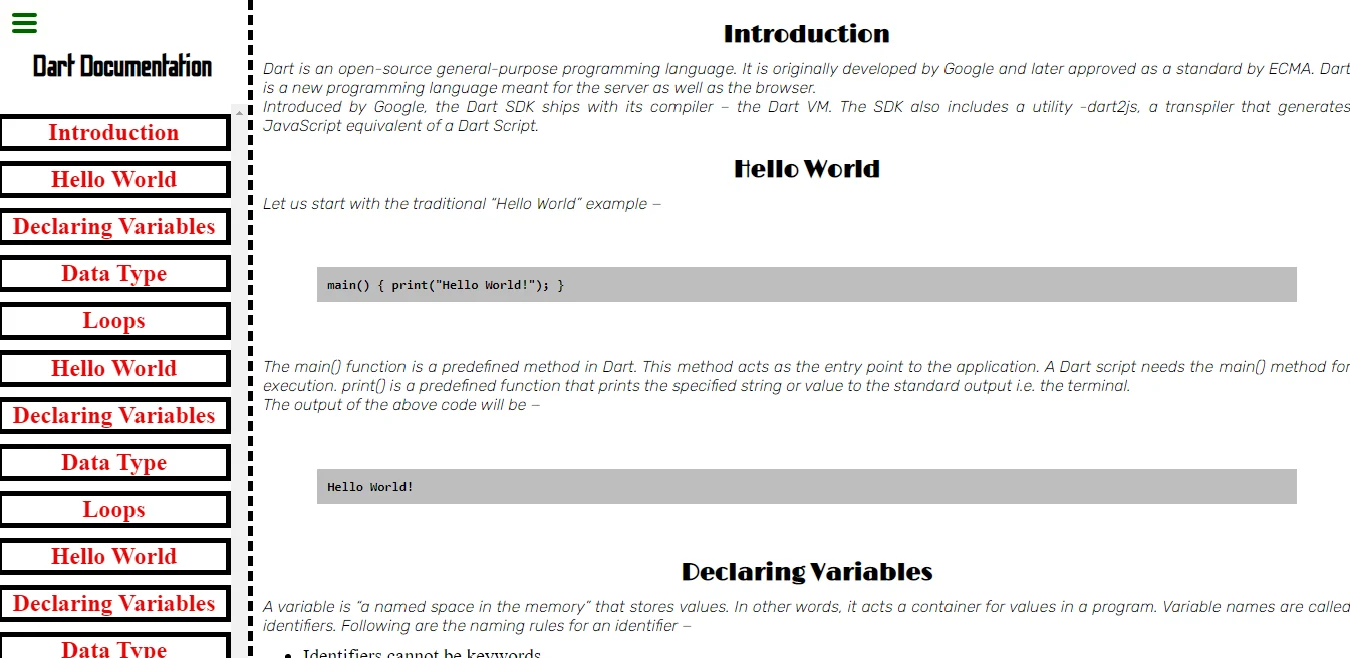 Dart Documentation
Introduction
Hello World
Declaring Variables
Data Type
Loops
Hello World
Declaring Variables
Data Type
Loops
Hello World
Declaring Variables
Data Type
Introduction
Dart is an open-source general-purpose programming language. It is originally developed by Google and later approved as a standard by ECMA. Dart
is a new programming language meant for the server as well as the browser.
Introduced by Google, the Dart SDK ships with its compiler – the Dart VM. The SDK also includes a utility -dart2js, a transpiler that generates
JavaScript equivalent of a Dart Script.
Hello World
Let us start with the traditional “Hello World” example –
main() { print("Hello World!"); }
The main() function is a predefined method in Dart. This method acts as the entry point to the application. A Dart script needs the main() method for
execution. print() is a predefined function that prints the specified string or value to the standard output i.e. the terminal.
The output of the above code will be –
Hello World!
Declaring Variables
A variable is “a named space in the memory” that stores values. In other words, it acts a container for values in a program. Variable names are called
identifiers. Following are the naming rules for an identifier –
• Identifiers cannot be keywords.